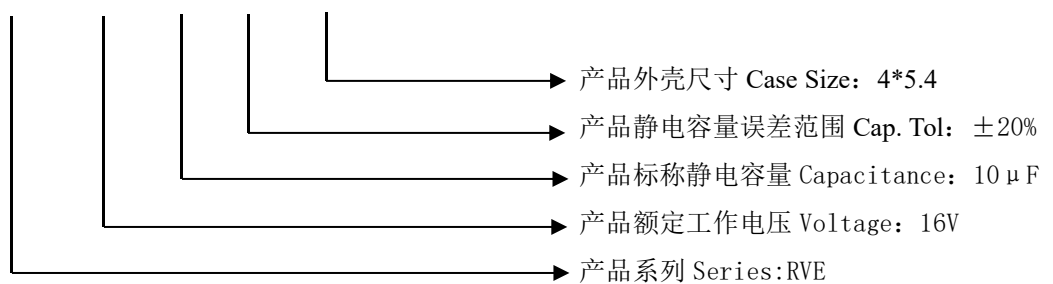 产品外壳尺寸 Case Size：4*5.4
产品静电容量误差范围 Cap. Tol：±20%
产品标称静电容量 Capacitance：10μF
产品额定工作电压 Voltage：16V
产品系列 Series:RVE